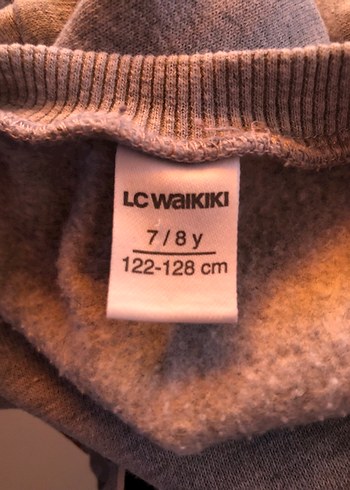 LC WAIKIKI
7 / 8 y
122-128 cm